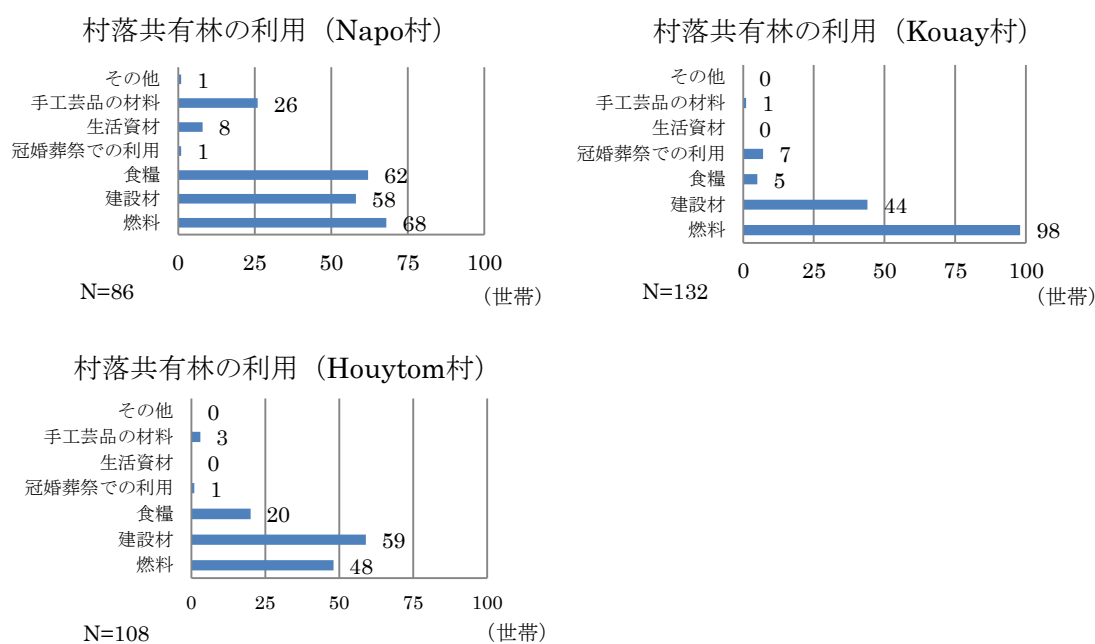 村落共有林の利用（Napo村）
その他 1
手工芸品の材料 26
生活資材 8
冠婚葬祭での利用 1
食糧 62
建設材 58
燃料 68
0 25 50 75 100
N=86 （世帯）
村落共有林の利用（Kouay村）
その他 0
手工芸品の材料 1
生活資材 0
冠婚葬祭での利用 7
食糧 5
建設材 44
燃料 98
0 25 50 75 100
N=132 （世帯）
村落共有林の利用（Houytom村）
その他 0
手工芸品の材料 3
生活資材 0
冠婚葬祭での利用 1
食糧 20
建設材 59
燃料 48
0 25 50 75 100
N=108 （世帯）